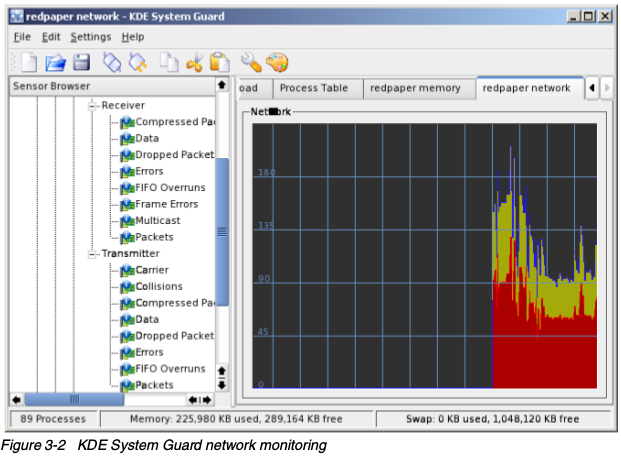 redpaper network - KDE System Guard
File Edit Settings Help
Sensor Browser
oad
Process Table
redpaper memory
redpaper network
Receiver
Compressed Pa
Data
Dropped Packet
Errors
FIFO Overruns
Frame Errors
Multicast
Packets
Transmitter
Carrier
Collisions
Compressed Pa
Data
Dropped Packet
Errors
FIFO Overruns
Packets
Network
180
135
90
45
0
89 Processes
Memory: 225,980 KB used, 289,164 KB free
Swap: 0 KB used, 1,048,120 KB free
Figure 3-2 KDE System Guard network monitoring